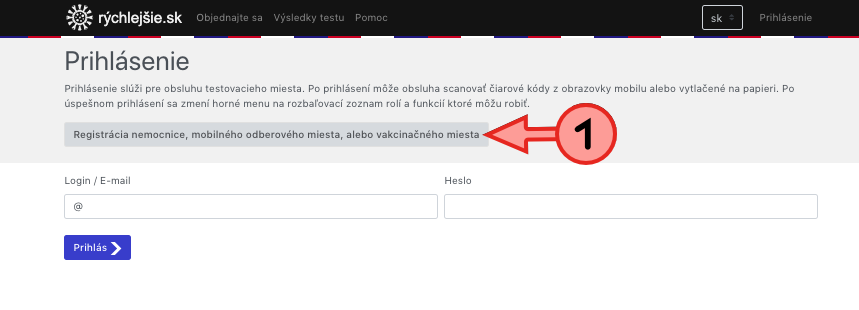 rýchlejšie.sk Objednajte sa Výsledky testu Pomoc sk Prihlásenie
Prihlásenie
Prihlásenie slúži pre obsluhu testovacieho miesta. Po prihlásení môže obsluha scanovať čiarové kódy z obrazovky mobilu alebo vytlačené na papieri. Po
úspešnom prihlásení sa zmení horné menu na rozbaľovací zoznam rolí a funkcií ktoré môžu robiť.
Registrácia nemocnice, mobilného odberového miesta, alebo vakcinačného miesta 1
Login / E-mail Heslo
@
Prihlás